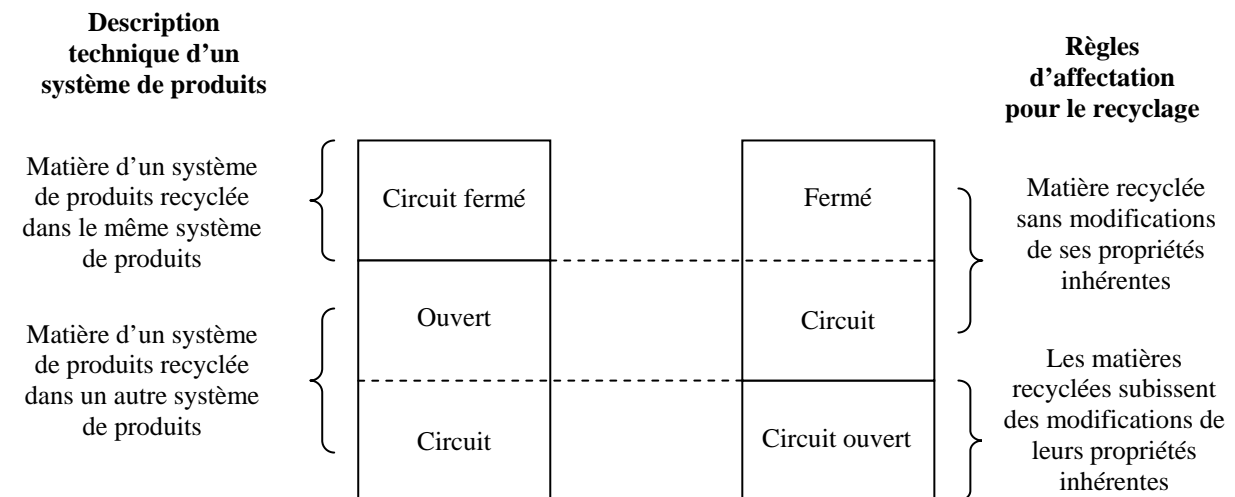 Description
technique d’un
système de produits
Règles
d’affectation
pour le recyclage
Matière d’un système
de produits recyclée
dans le même système
de produits
Circuit fermé
Fermé
Matière recyclée
sans modifications
de ses propriétés
inhérentes
Matière d’un système
de produits recyclée
dans un autre système
de produits
Ouvert
Circuit
Circuit
Circuit ouvert
Les matières
recyclées subissent
des modifications de
leurs propriétés
inhérentes